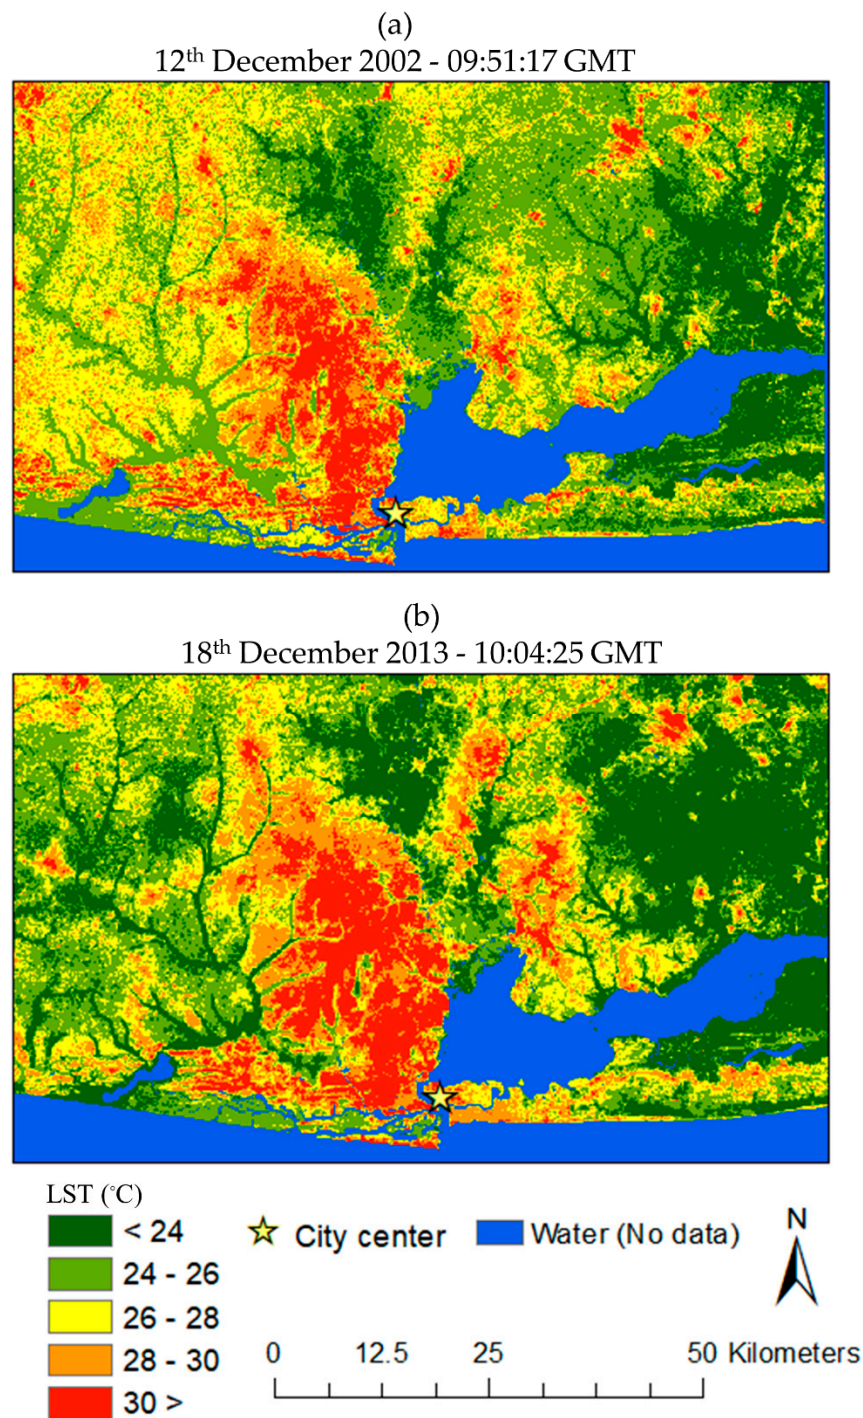 (a)
12th December 2002 - 09:51:17 GMT
(b)
18th December 2013 - 10:04:25 GMT
LST (°C)
< 24
24 - 26
26 - 28
28 - 30
30 >
City center
Water (No data)
N
0 12.5 25 50 Kilometers